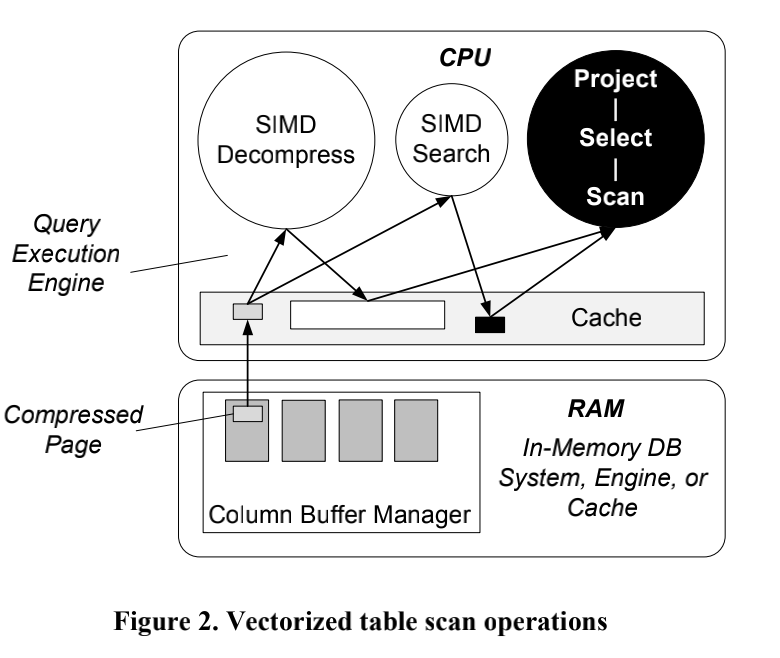 CPU
SIMD
Decompress
SIMD
Search
Project
Select
Scan
Query
Execution
Engine
Cache
Compressed
Page
RAM
In-Memory DB
System, Engine, or
Cache
Column Buffer Manager
Figure 2. Vectorized table scan operations